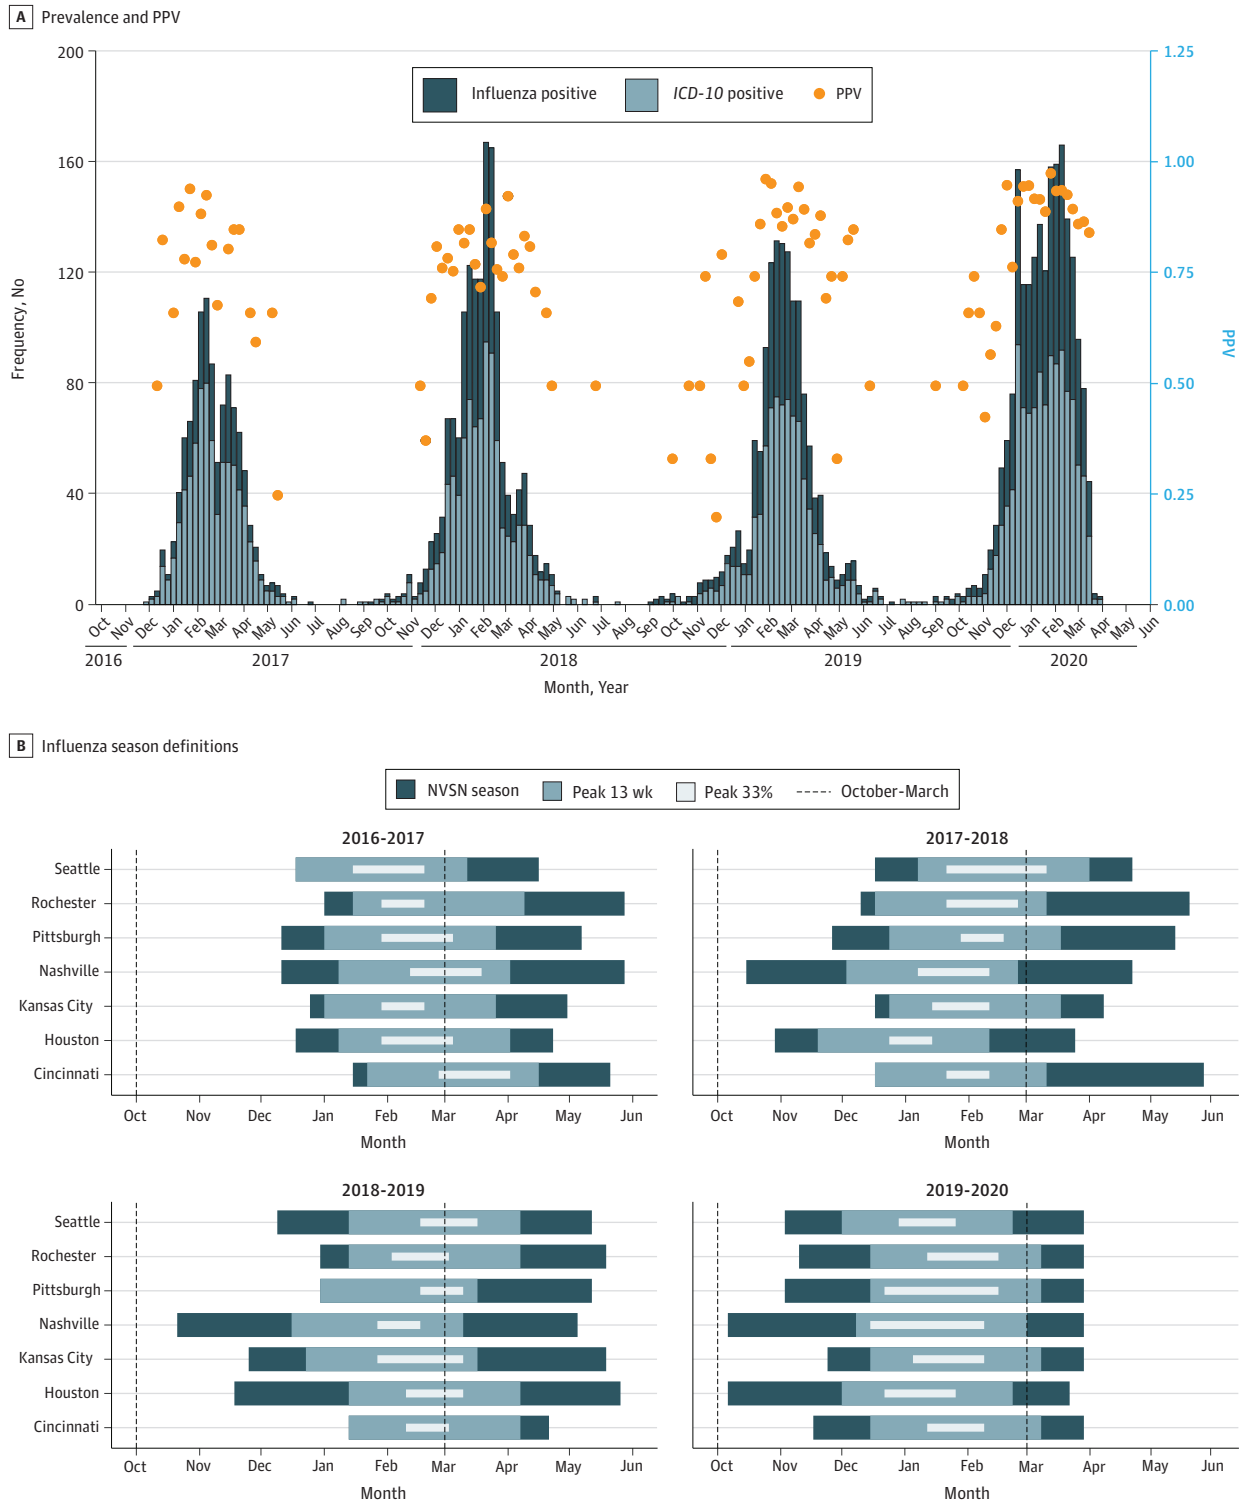 A Prevalence and PPV
200
160
120
80
40
0
Frequency, No
1.25
1.00
0.75
0.50
0.25
0.00
PPV
Influenza positive ICD-10 positive PPV
Oct Nov Dec Jan Feb Mar Apr May Jun Jul Aug Sep Oct Nov Dec Jan Feb Mar Apr May Jun Jul Aug Sep Oct Nov Dec Jan Feb Mar Apr May Jun Jul Aug Sep Oct Nov Dec Jan Feb Mar Apr May Jun
2016 2017 2018 2019 2020
Month, Year
B Influenza season definitions
NVSN season Peak 13 wk Peak 33% October-March
2016-2017
Seattle
Rochester
Pittsburgh
Nashville
Kansas City
Houston
Cincinnati
Oct Nov Dec Jan Feb Mar Apr May Jun
Month
2017-2018
Oct Nov Dec Jan Feb Mar Apr May Jun
Month
2018-2019
Seattle
Rochester
Pittsburgh
Nashville
Kansas City
Houston
Cincinnati
Oct Nov Dec Jan Feb Mar Apr May Jun
Month
2019-2020
Oct Nov Dec Jan Feb Mar Apr May Jun
Month